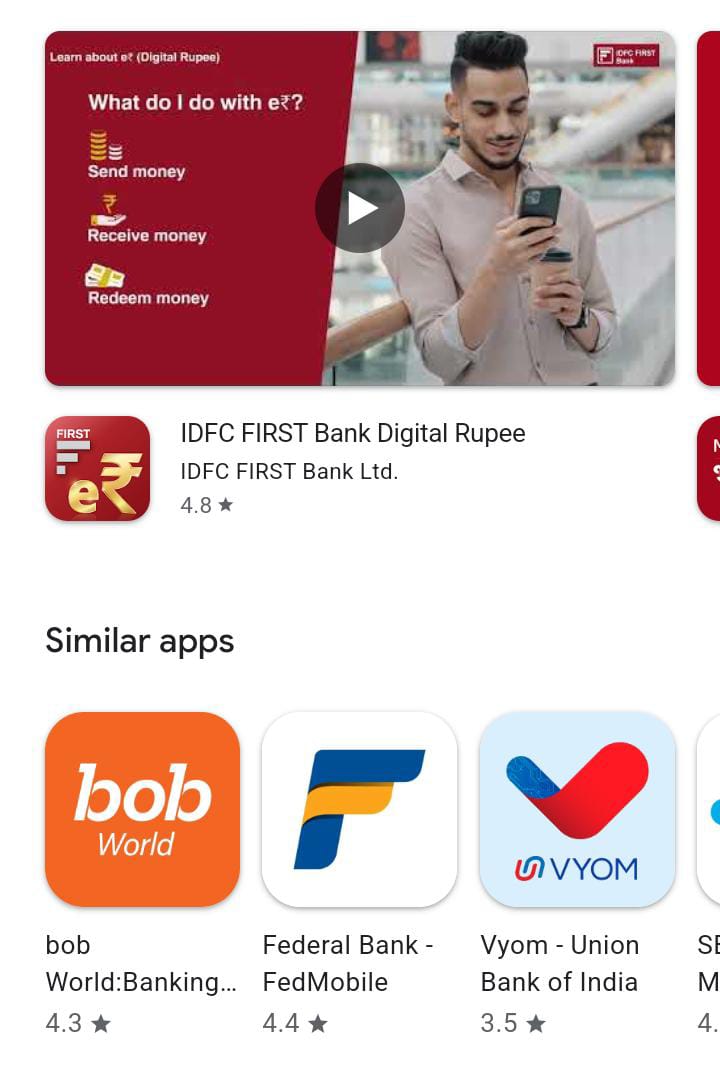 Learn about e₹ (Digital Rupee)
IDFC FIRST
Bank
What do I do with e₹?
Send money
Receive money
Redeem money
FIRST
e₹
IDFC FIRST Bank Digital Rupee
IDFC FIRST Bank Ltd.
4.8 ★
Similar apps
bob
World
VYOM
bob
World:Banking...
4.3 ★
Federal Bank -
FedMobile
4.4 ★
Vyom - Union
Bank of India
3.5 ★